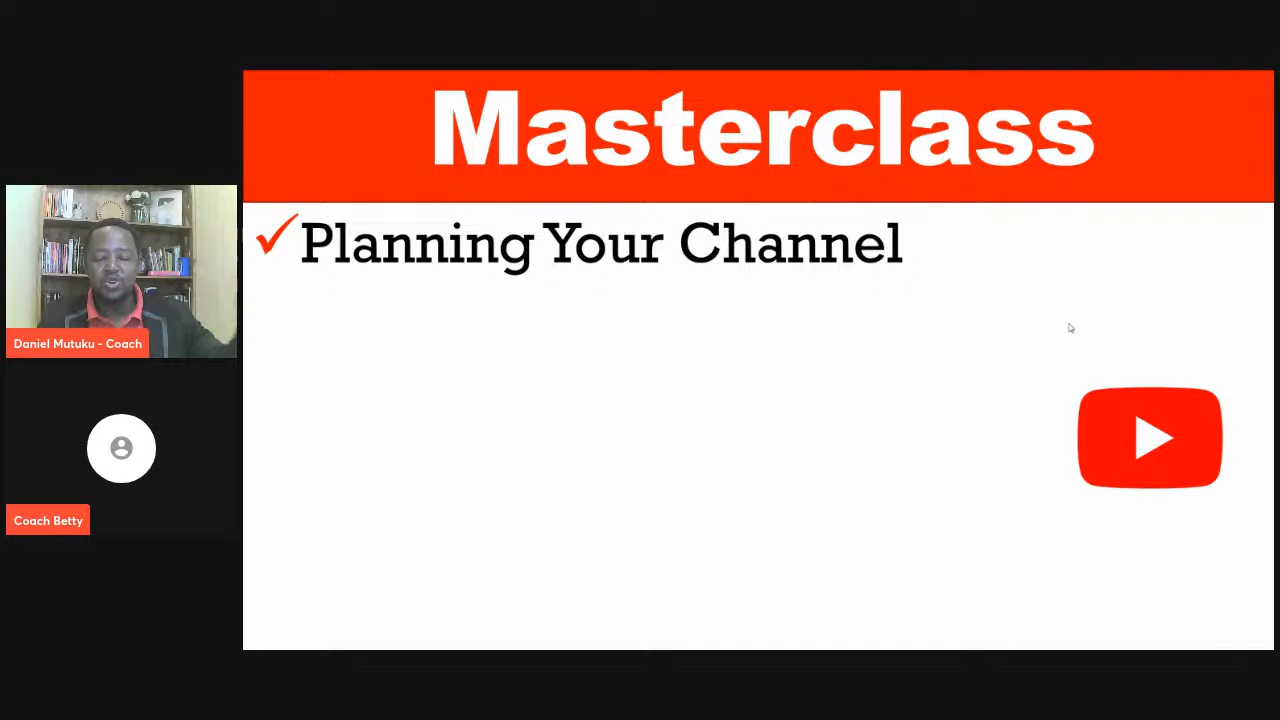 Masterclass
Planning Your Channel
Daniel Mutuku - Coach
Coach Betty